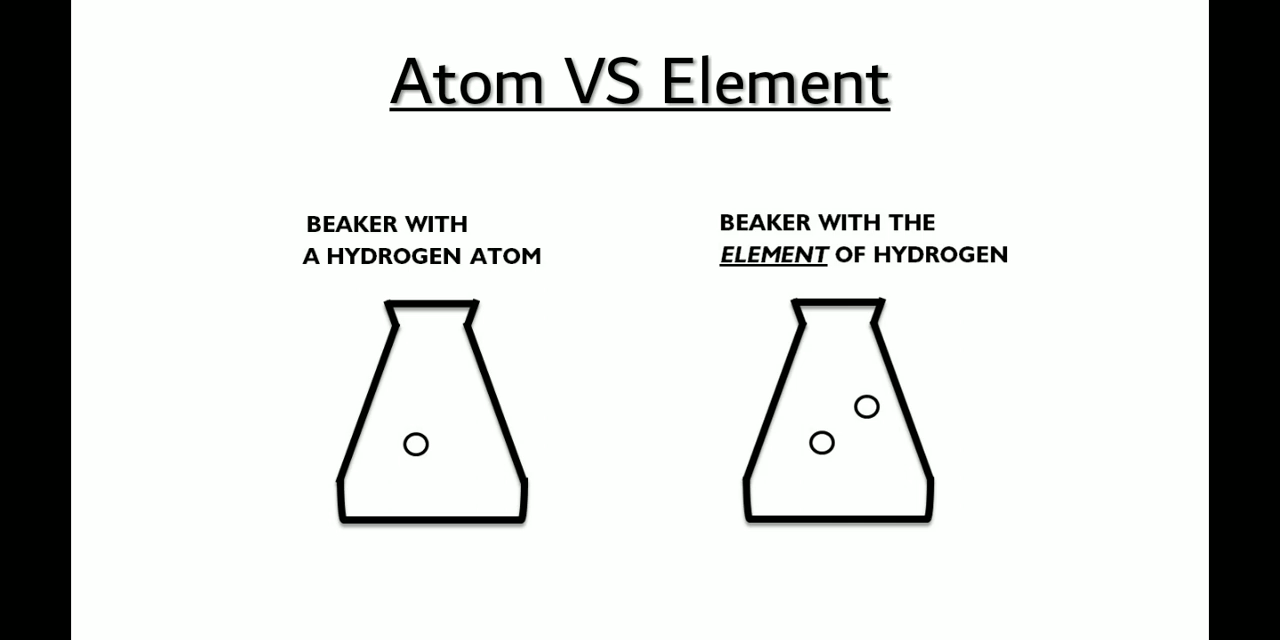 Atom VS Element
BEAKER WITH
A HYDROGEN ATOM
BEAKER WITH THE
ELEMENT OF HYDROGEN